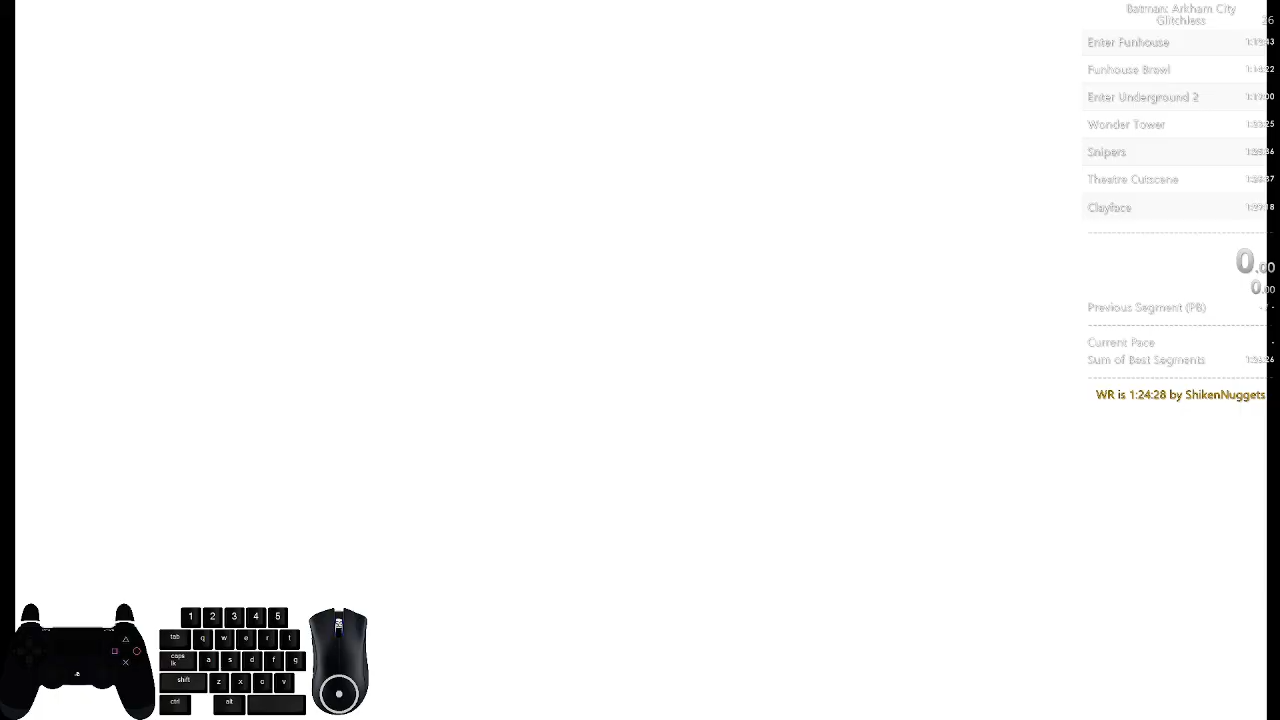 Batman: Arkham City
Glitchless
26
Enter Funhouse
Funhouse Brawl
Enter Underground 2
Wonder Tower
Snipers
Theatre Cutscene
Clayface
0.00
0.00
Previous Segment (PB)
Current Pace
Sum of Best Segments
WR is 1:24:28 by ShikenNuggets
1 2 3 4 5
tab q w e r t
caps lk a s d f g
shift z x c v
ctrl alt